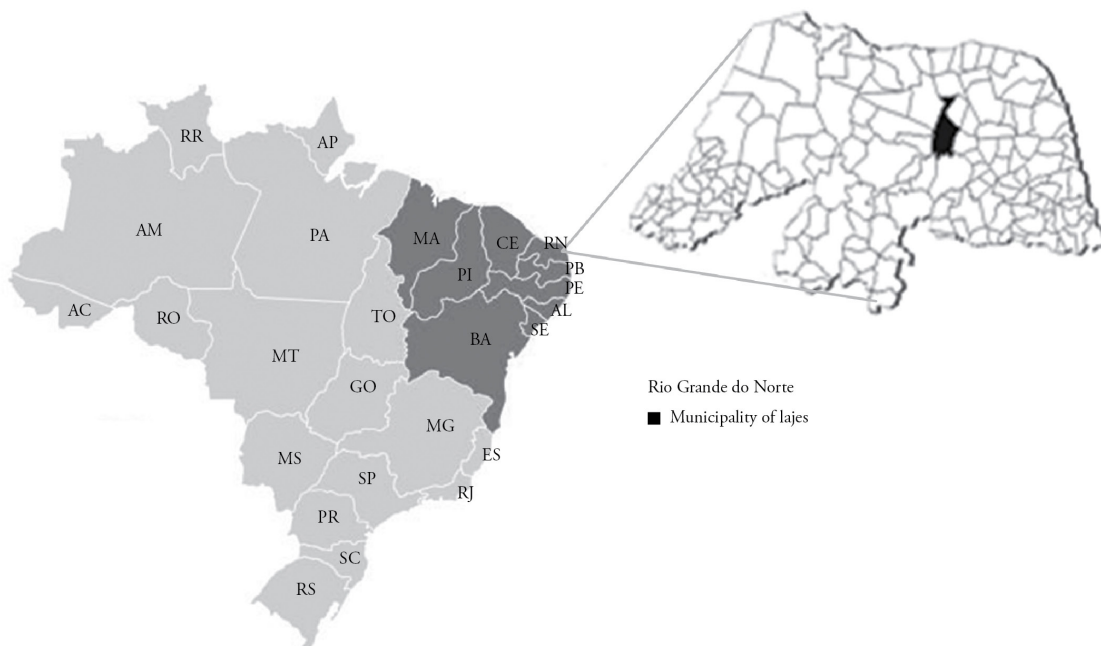 RR
AP
AM
PA
MA
CE
RN
PI
PB
PE
AC
RO
TO
AL
SE
BA
MT
GO
MG
MS
ES
SP
RJ
PR
SC
RS
Rio Grande do Norte
Municipality of lajes